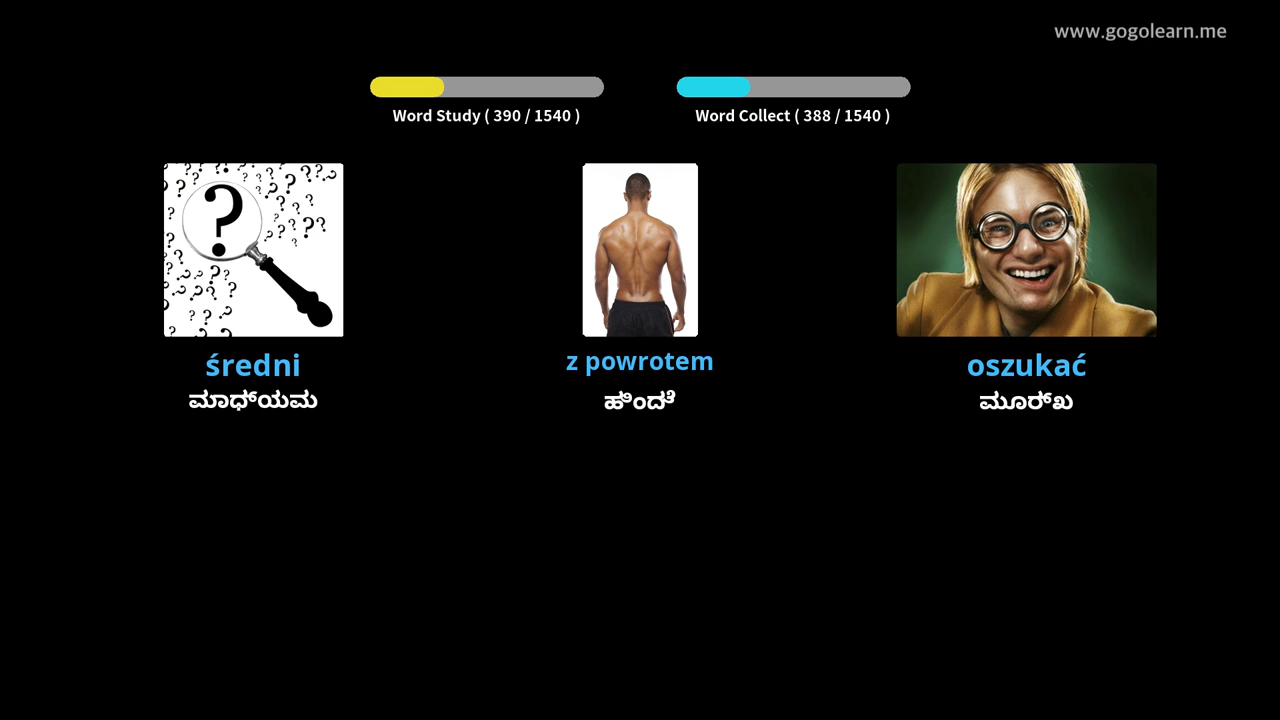 www.gogolearn.me
Word Study ( 390 / 1540 )
Word Collect ( 388 / 1540 )
średni
ಮಾಧ್ಯಮ
z powrotem
ಹಿಂದೆ
oszukać
ಮೂರ್ಖ